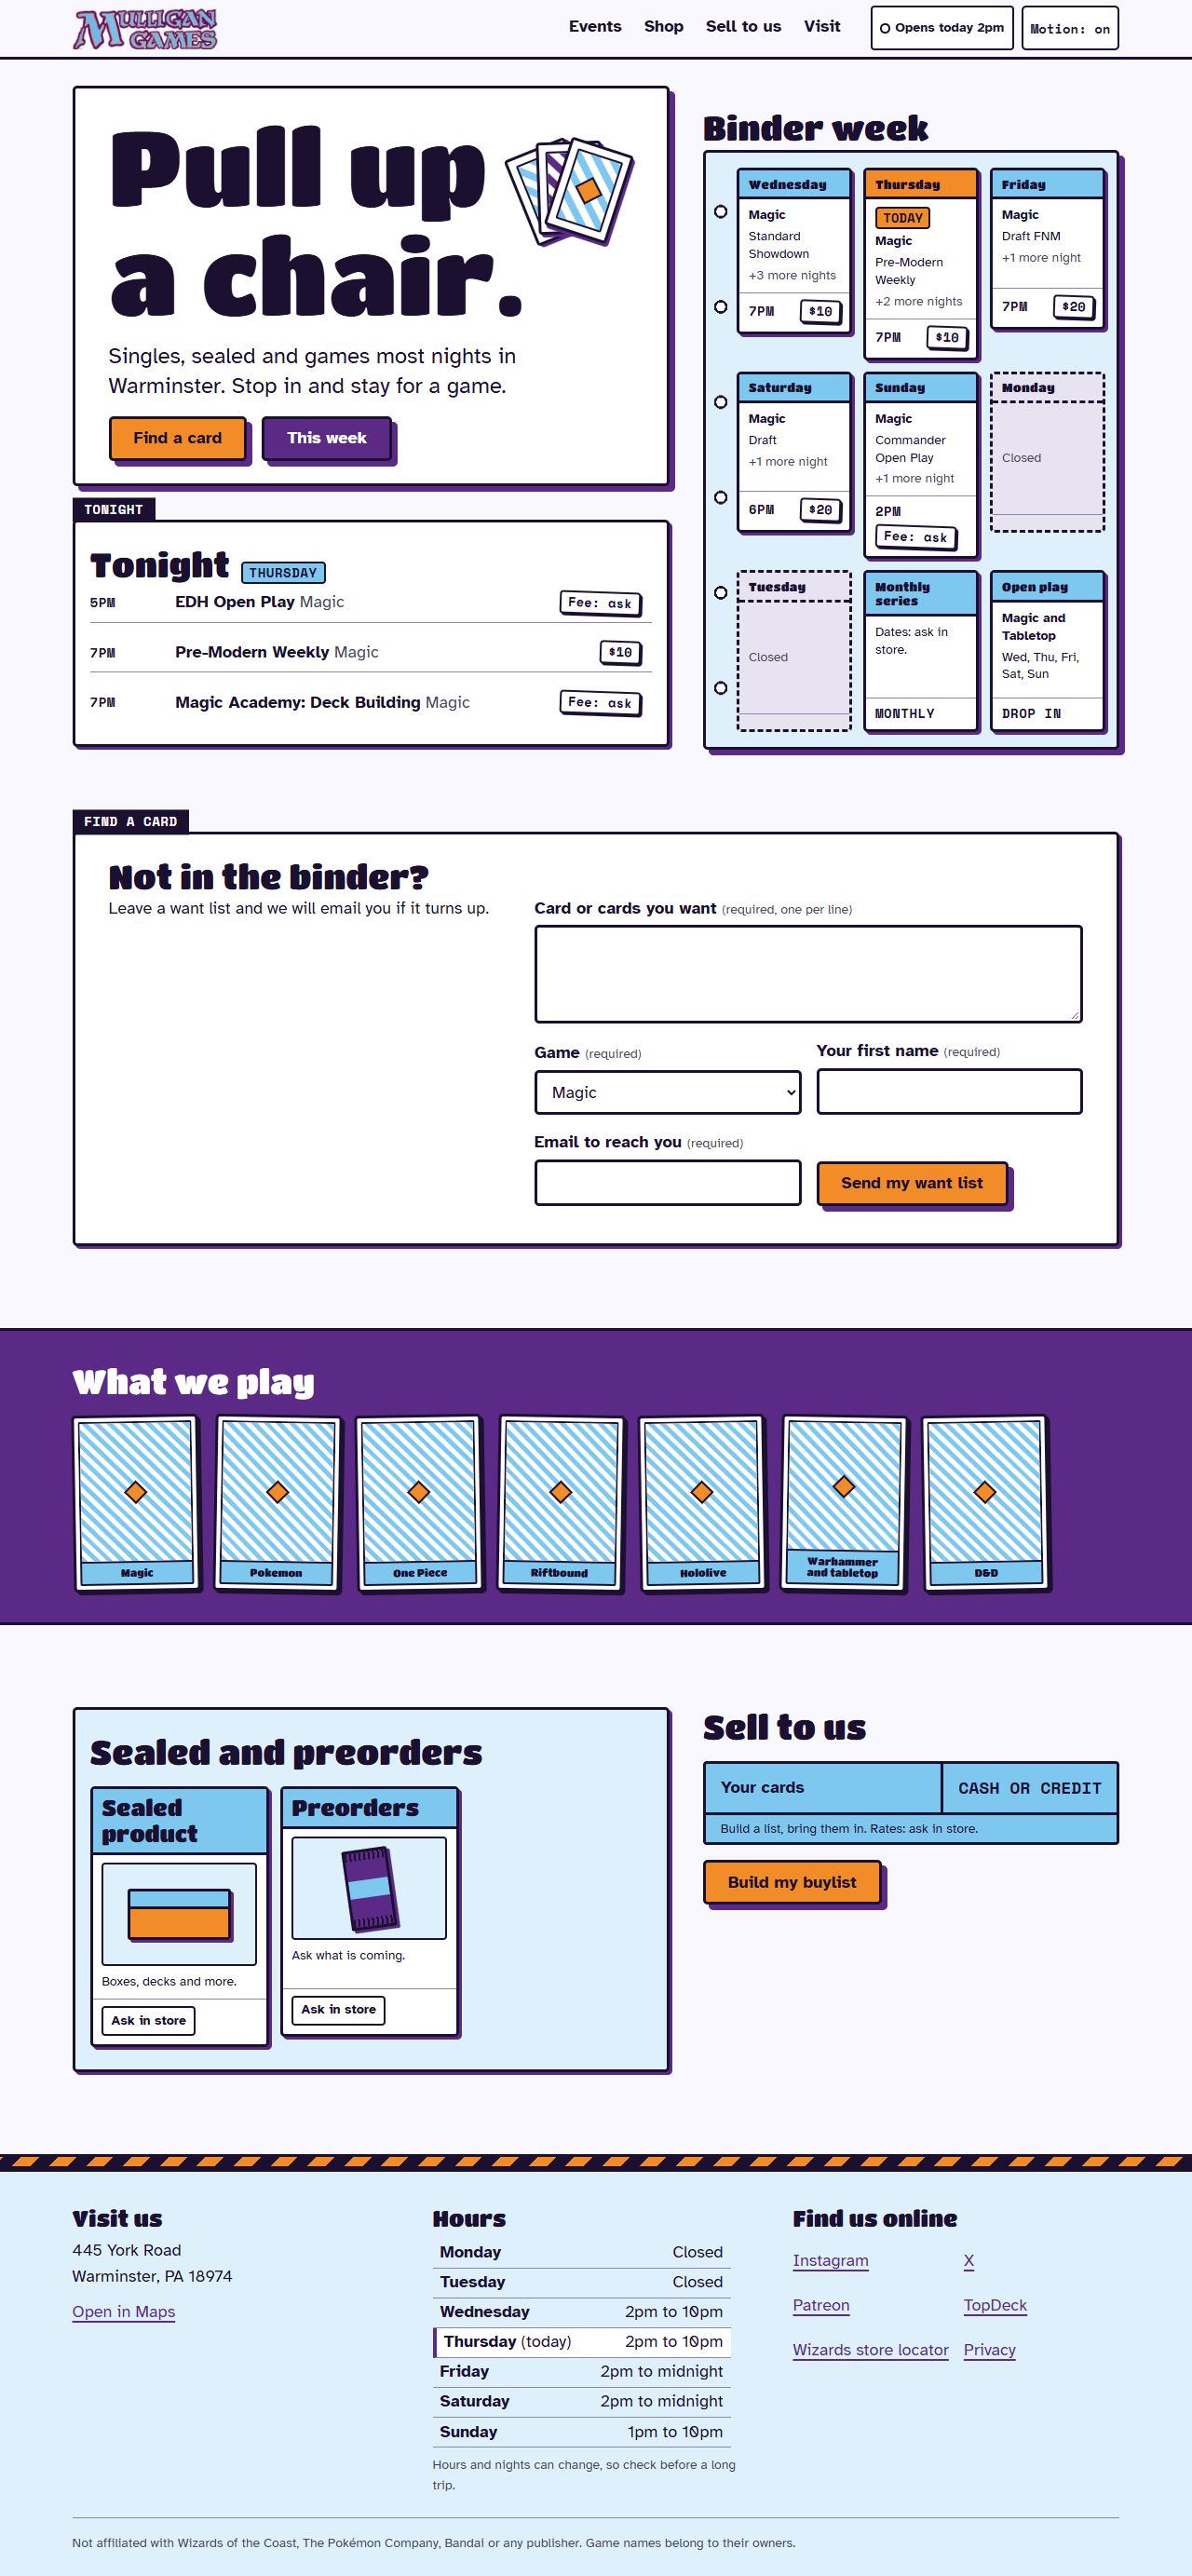 MULLIGAN
GAMES
Events Shop Sell to us Visit Opens today 2pm Motion: on
Pull up
a chair.
Singles, sealed and games most nights in
Warminster. Stop in and stay for a game.
Find a card This week
TONIGHT
Tonight THURSDAY
5PM EDH Open Play Magic Fee: ask
7PM Pre-Modern Weekly Magic $10
7PM Magic Academy: Deck Building Magic Fee: ask
Binder week
Wednesday
Magic
Standard
Showdown
+3 more nights
7PM $10
Thursday
TODAY
Magic
Pre-Modern
Weekly
+2 more nights
7PM $10
Friday
Magic
Draft FNM
+1 more night
7PM $20
Saturday
Magic
Draft
+1 more night
6PM $20
Sunday
Magic
Commander
Open Play
+1 more night
2PM
Fee: ask
Monday
Closed
Tuesday
Closed
Monthly
series
Dates: ask in
store.
MONTHLY
Open play
Magic and
Tabletop
Wed, Thu, Fri,
Sat, Sun
DROP IN
FIND A CARD
Not in the binder?
Leave a want list and we will email you if it turns up.
Card or cards you want (required, one per line)
Game (required)
Magic
Your first name (required)
Email to reach you (required)
Send my want list
What we play
Magic
Pokemon
One Piece
Riftbound
Hololive
Warhammer
and tabletop
D&D
Sealed and preorders
Sealed
product
Boxes, decks and more.
Ask in store
Preorders
Ask what is coming.
Ask in store
Sell to us
Your cards CASH OR CREDIT
Build a list, bring them in. Rates: ask in store.
Build my buylist
Visit us
445 York Road
Warminster, PA 18974
Open in Maps
Hours
Monday Closed
Tuesday Closed
Wednesday 2pm to 10pm
Thursday (today) 2pm to 10pm
Friday 2pm to midnight
Saturday 2pm to midnight
Sunday 1pm to 10pm
Hours and nights can change, so check before a long
trip.
Find us online
Instagram X
Patreon TopDeck
Wizards store locator Privacy
Not affiliated with Wizards of the Coast, The Pokémon Company, Bandai or any publisher. Game names belong to their owners.